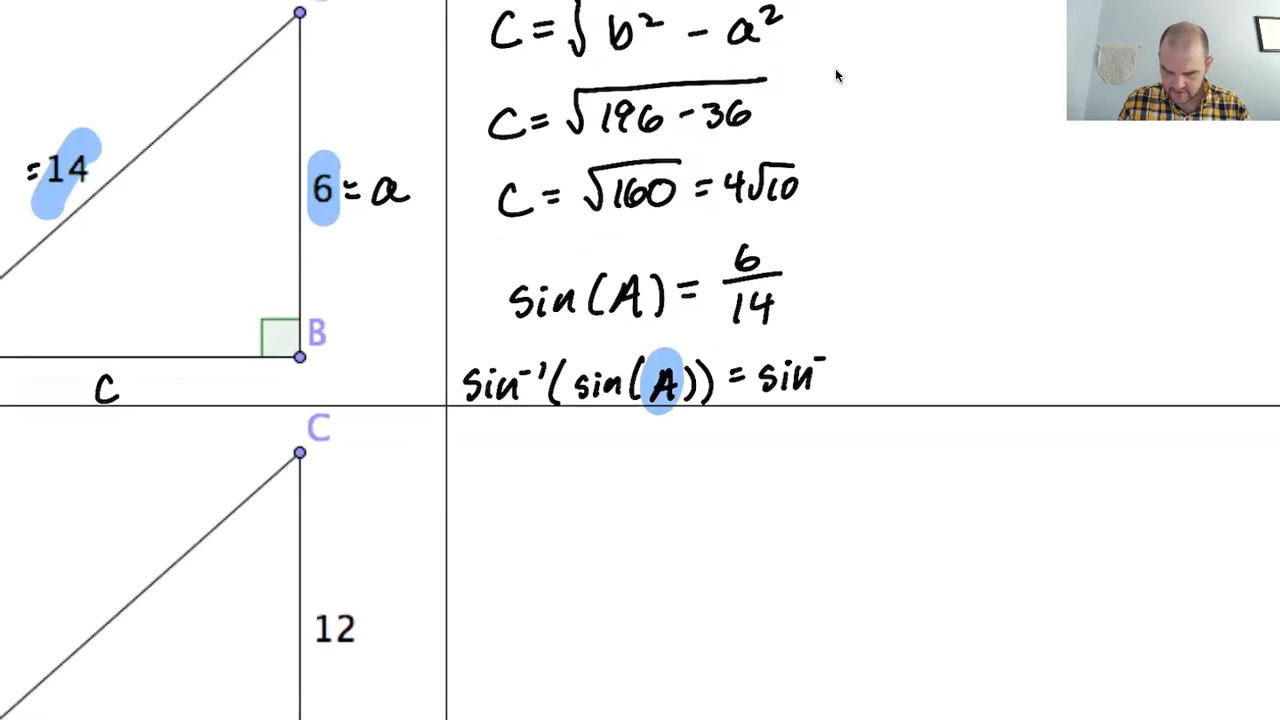 C = √b² - a²
C = √196 - 36
= 14
6 = a
C = √160 = 4√10
sin(A) = 6/14
B
sin⁻¹(sin(A)) = sin⁻
C
C
12